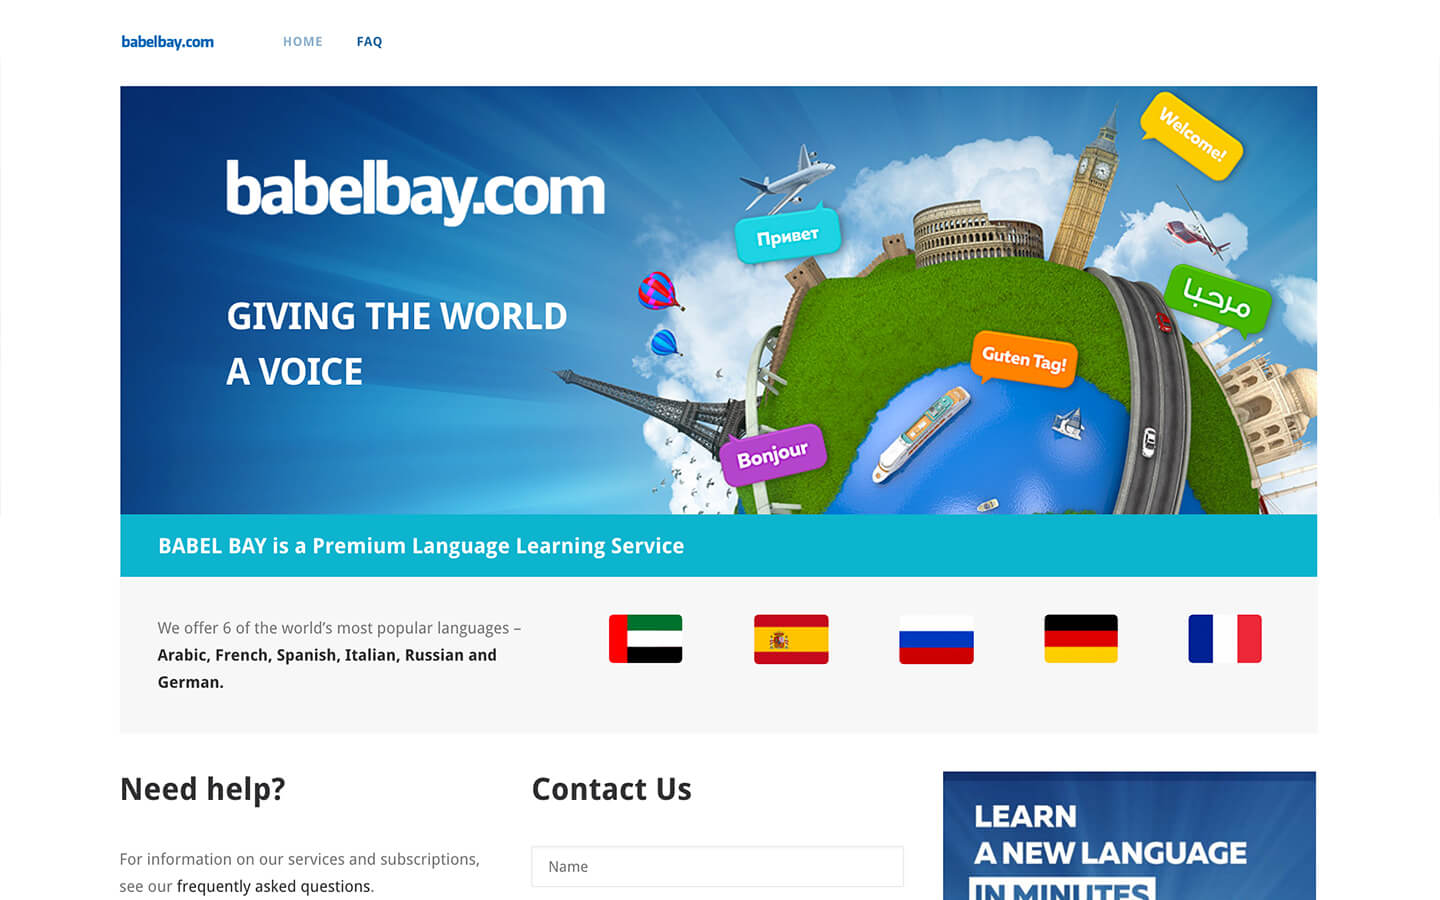 babelbay.com
HOME
FAQ
babelbay.com
GIVING THE WORLD
A VOICE
Welcome!
Привет
مرحبا
Guten Tag!
Bonjour
BABEL BAY is a Premium Language Learning Service
We offer 6 of the world’s most popular languages –
Arabic, French, Spanish, Italian, Russian and
German.
Need help?
For information on our services and subscriptions,
see our frequently asked questions.
Contact Us
Name
LEARN
A NEW LANGUAGE
IN MINUTES